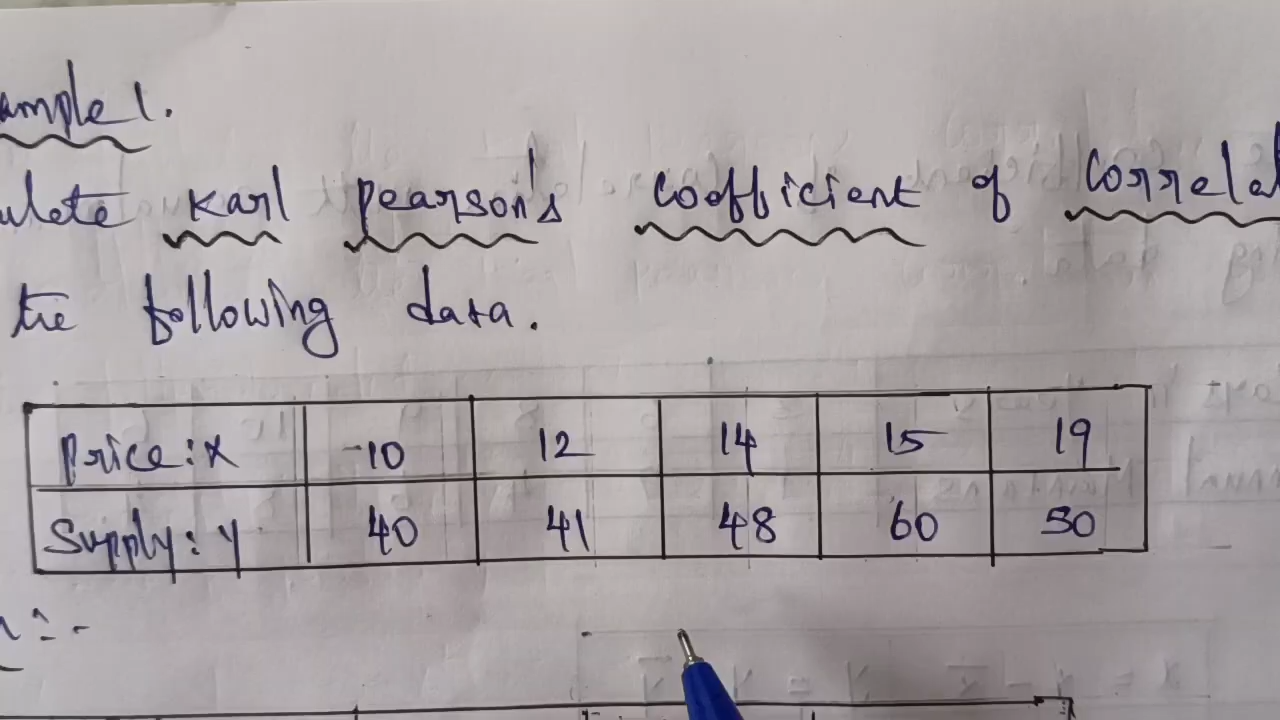 ample 1.
ulate Karl pearson's coefficient of Correla
the following data.
Price: x 10 12 14 15 19
Supply: y 40 41 48 60 50
n :-